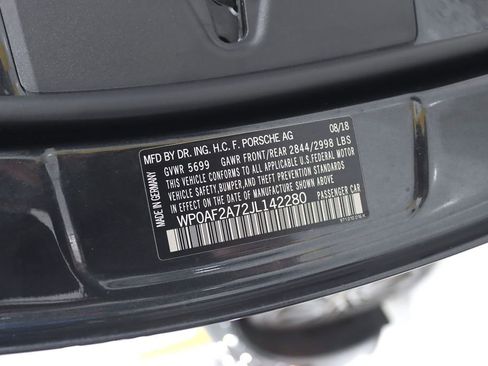 08/18
MFD BY DR. ING. H.C. F. PORSCHE AG
GVWR 5699 GAWR FRONT/REAR 2844/2998 LBS
THIS VEHICLE CONFORMS TO ALL APPLICABLE U.S.FEDERAL MOTOR
VEHICLE SAFETY,BUMPER,AND THEFT PREVENTION STANDARDS IN
EFFECT ON THE DATE OF MANUFACTURE SHOWN ABOVE.
WP0AF2A72JL142280 PASSENGER CAR
MADE IN GERMANY